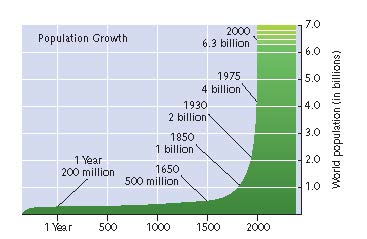 Population Growth
2000
6.3 billion
1975
4 billion
1930
2 billion
1850
1 billion
1650
500 million
1 Year
200 million
7.0
6.0
5.0
4.0
3.0
2.0
1.0
World population (in billions)
1 Year
500
1000
1500
2000